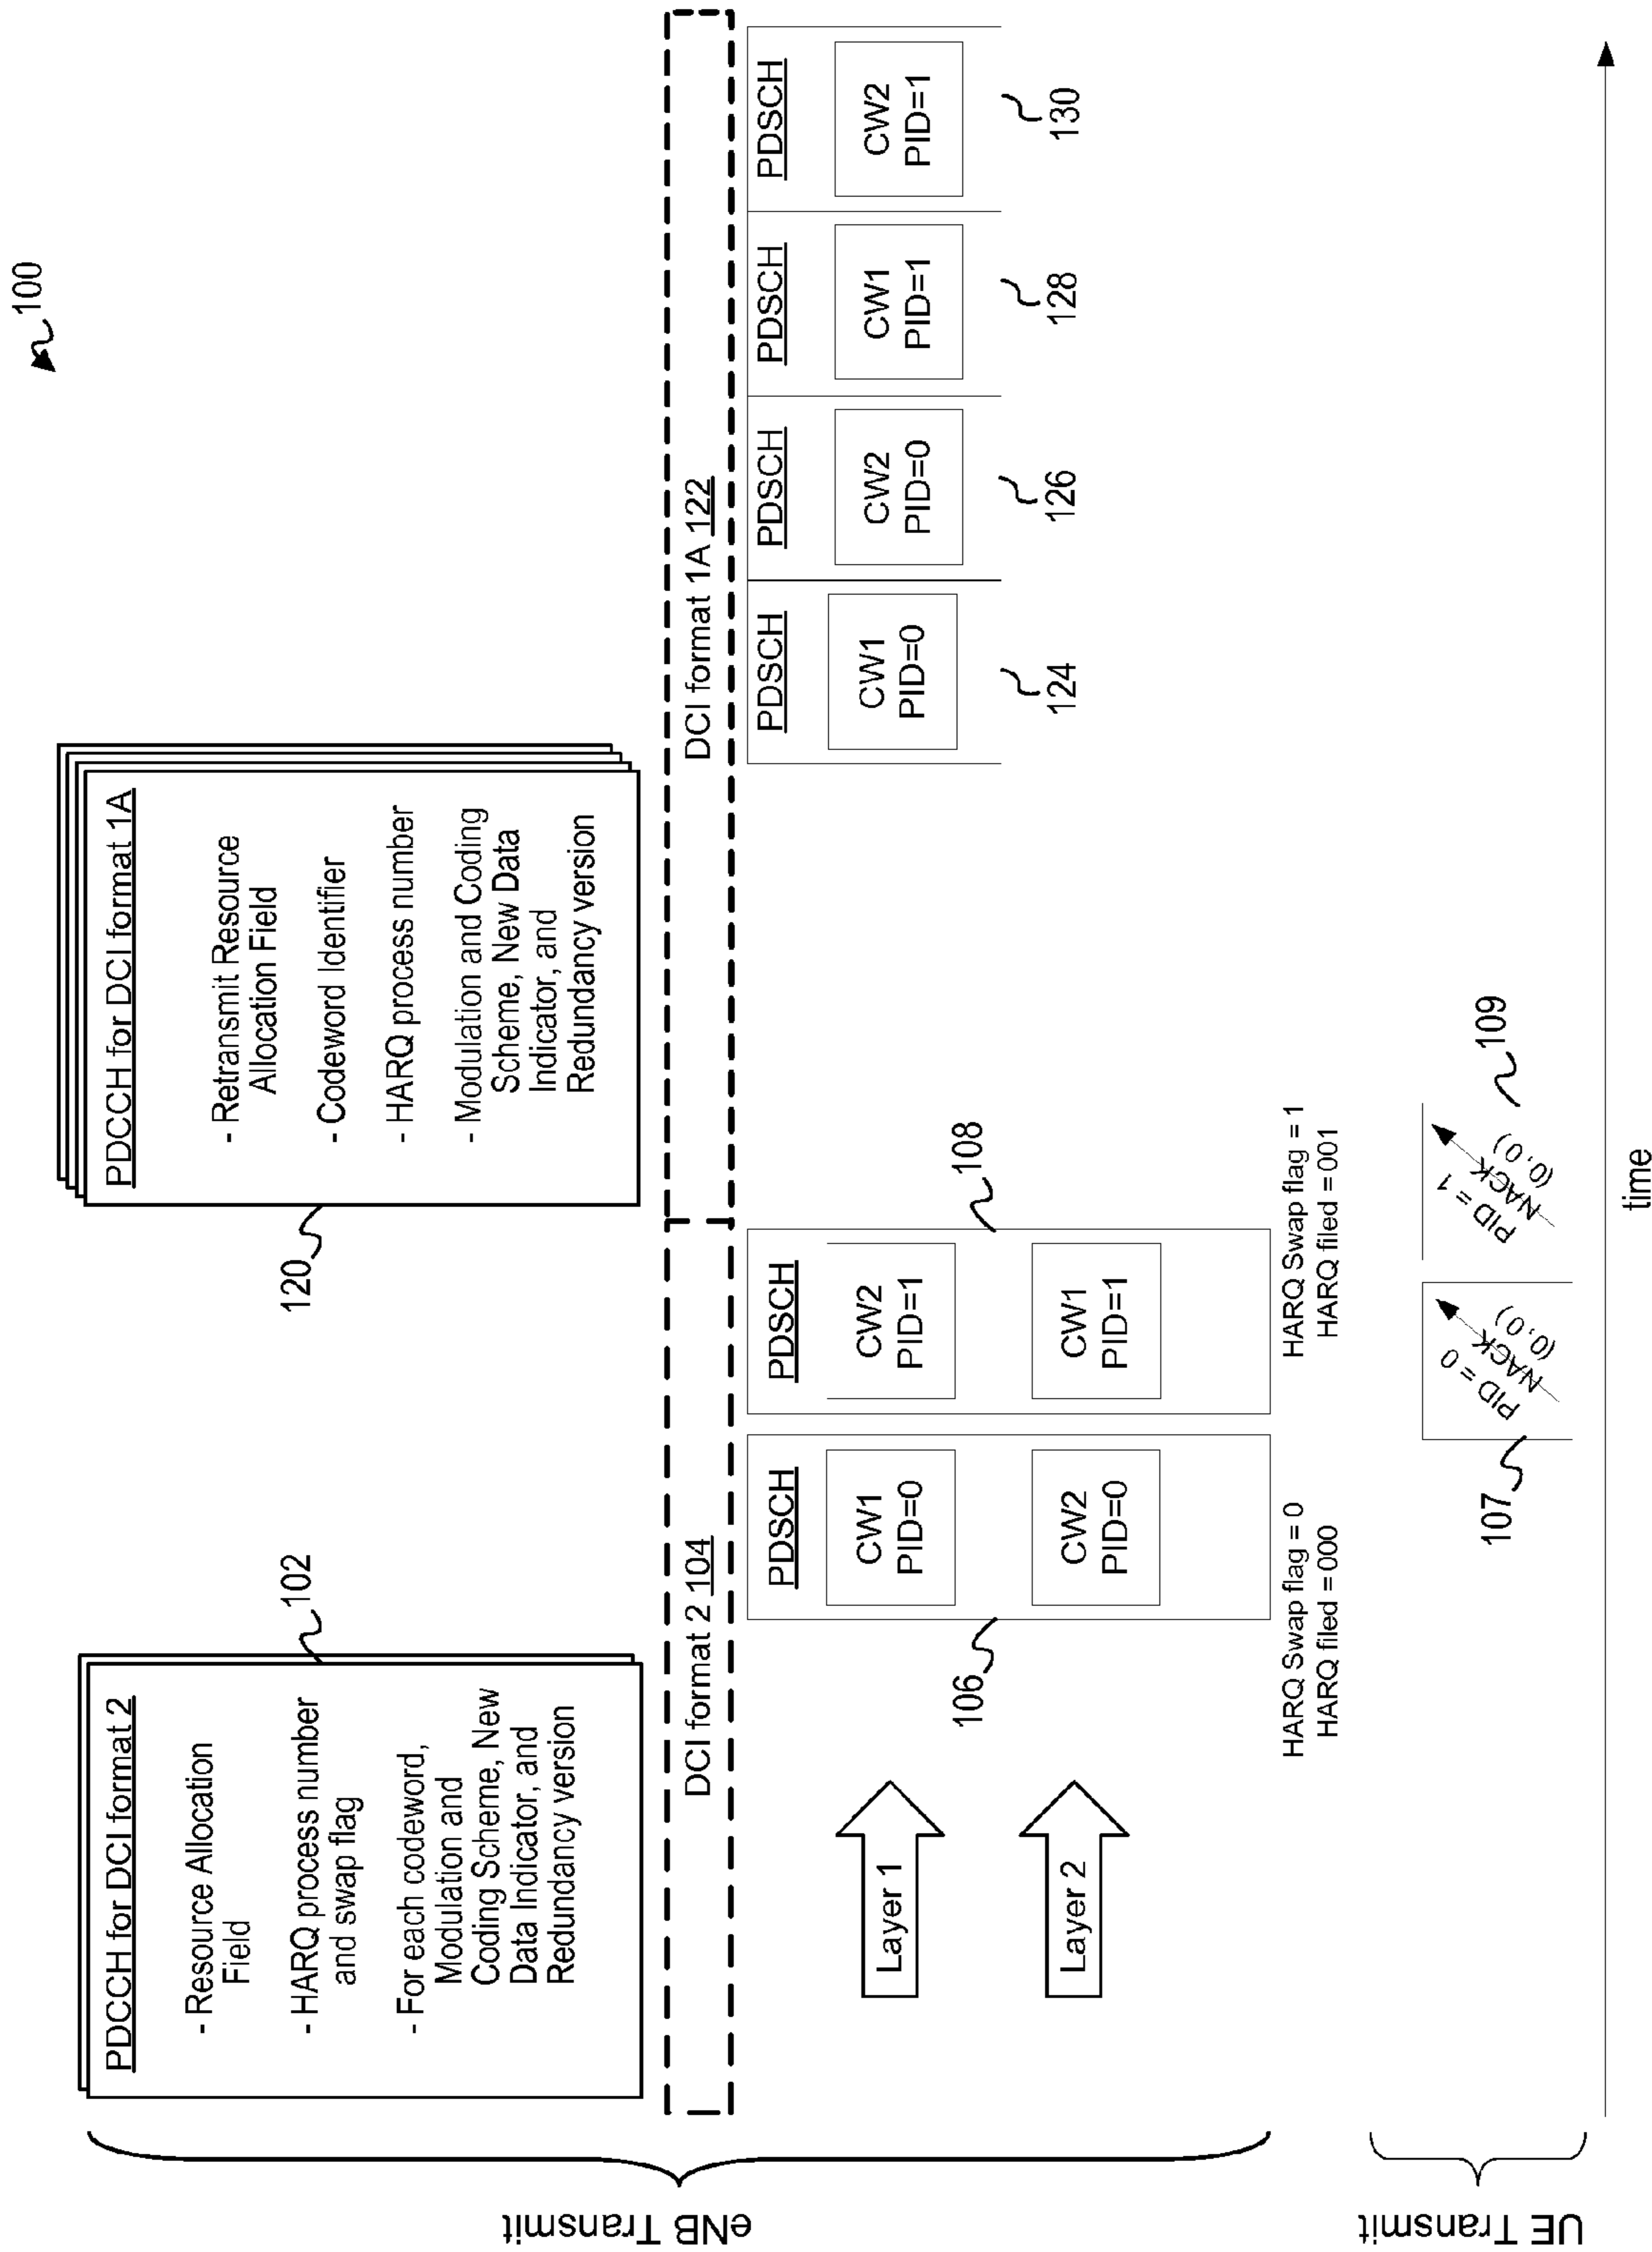 100
PDCCH for DCI format 2
- Resource Allocation
Field
- HARQ process number
and swap flag
- For each codeword,
Modulation and
Coding Scheme, New
Data Indicator, and
Redundancy version
102
PDCCH for DCI format 1A
- Retransmit Resource
Allocation Field
- Codeword Identifier
- HARQ process number
- Modulation and Coding
Scheme, New Data
Indicator, and
Redundancy version
120
eNB Transmit
DCI format 2 104
DCI format 1A 122
Layer 1
Layer 2
PDSCH
CW1
PID=0
CW2
PID=0
106
HARQ Swap flag = 0
HARQ filed = 000
PDSCH
CW2
PID=1
CW1
PID=1
108
HARQ Swap flag = 1
HARQ filed = 001
PDSCH
CW1
PID=0
124
PDSCH
CW2
PID=0
126
PDSCH
CW1
PID=1
128
PDSCH
CW2
PID=1
130
UE Transmit
107
PID = 0
NACK
(0,0)
PID = 1
NACK
(0,0)
109
time